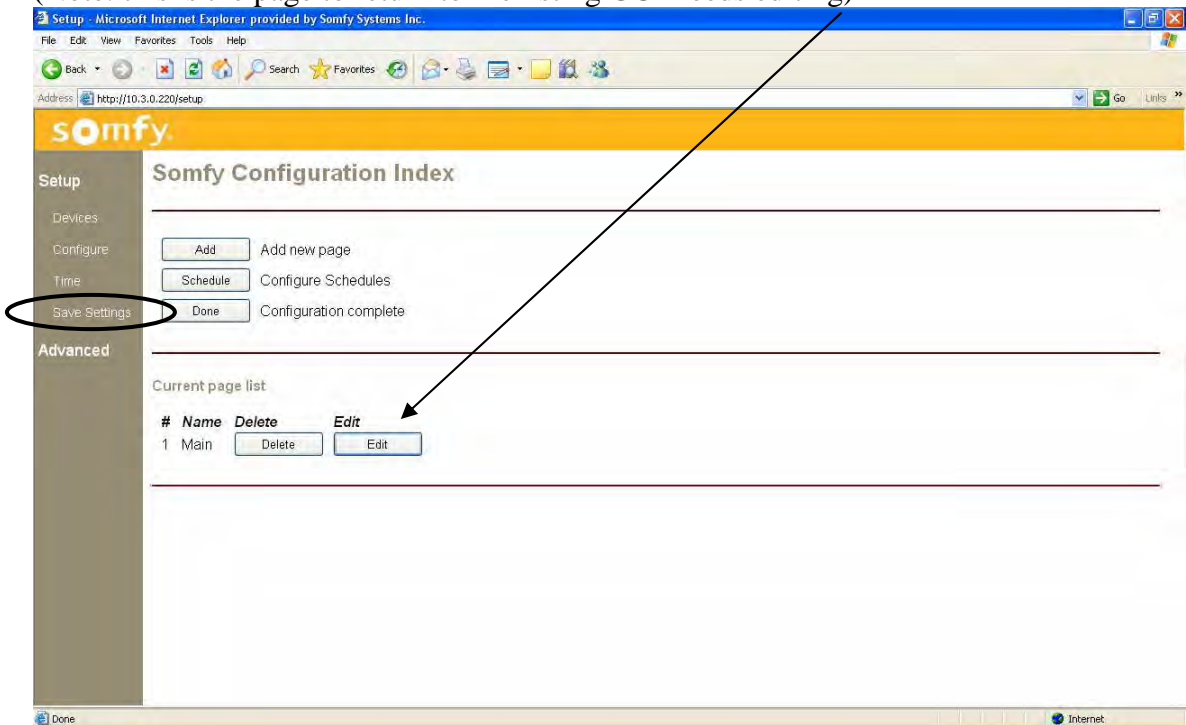 Setup - Microsoft Internet Explorer provided by Somfy Systems Inc.
File Edit View Favorites Tools Help
Back Search Favorites
Address http://10.3.0.220/setup Go Links »
somfy.
Setup
Devices
Configure
Time
Save Settings
Advanced
Somfy Configuration Index
Add Add new page
Schedule Configure Schedules
Done Configuration complete
Current page list
# Name Delete Edit
1 Main Delete Edit
Done Internet